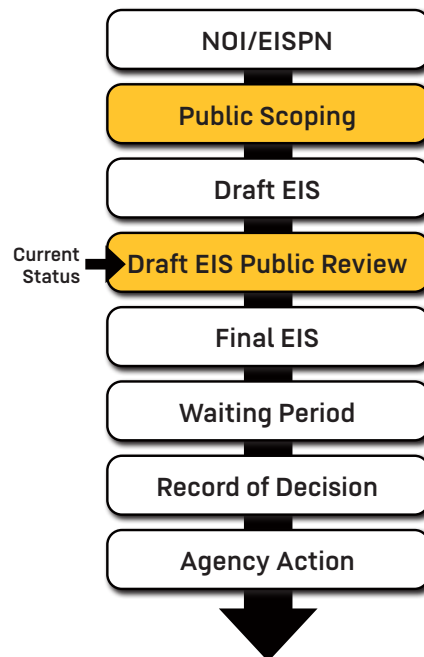 NOI/EISPN
Public Scoping
Draft EIS
Current
Status
Draft EIS Public Review
Final EIS
Waiting Period
Record of Decision
Agency Action